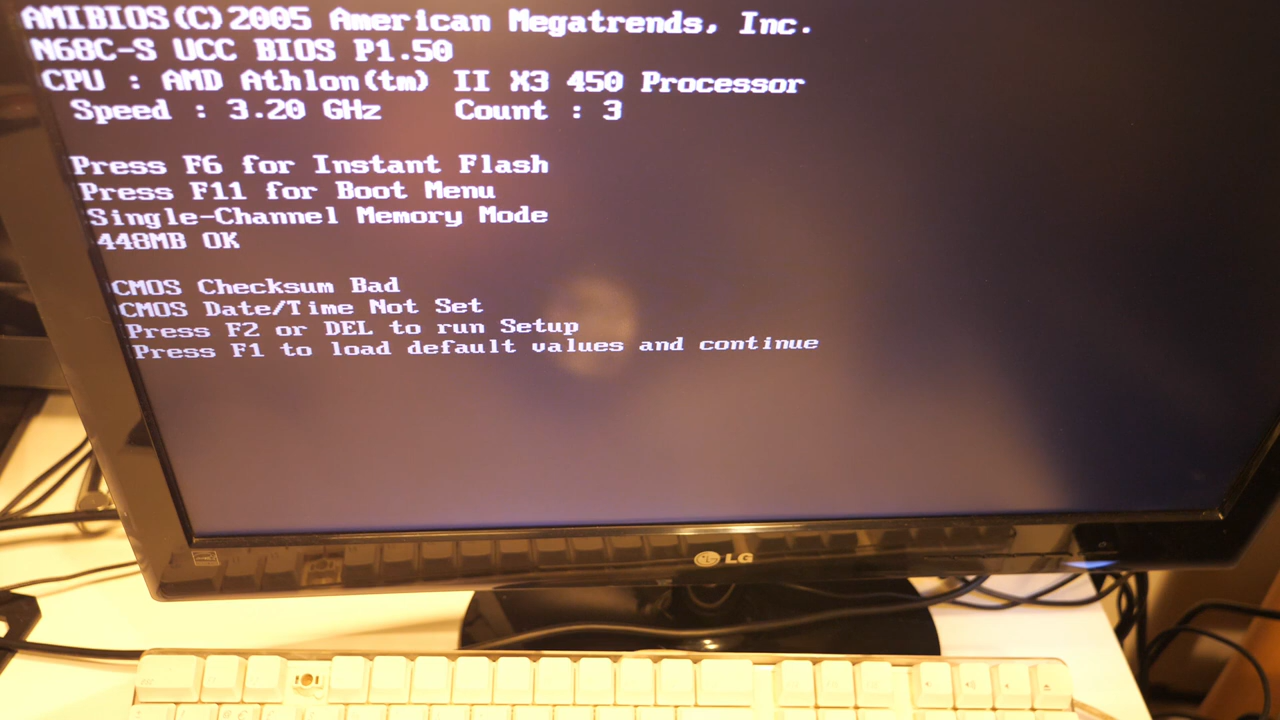 AMIBIOS(C)2005 American Megatrends, Inc.
N68C-S UCC BIOS P1.50
CPU : AMD Athlon(tm) II X3 450 Processor
Speed : 3.20 GHz    Count : 3
Press F6 for Instant Flash
Press F11 for Boot Menu
Single-Channel Memory Mode
448MB OK
CMOS Checksum Bad
CMOS Date/Time Not Set
Press F2 or DEL to run Setup
Press F1 to load default values and continue
LG